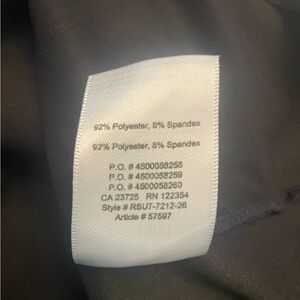 92% Polyester, 8% Spandex
92% Polyester, 8% Spandex
P.O. # 4500058258
P.O. # 4500058259
P.O. # 4500058260
CA 23725 RN 122354
Style # RSU7-7212-26
Article # 57597